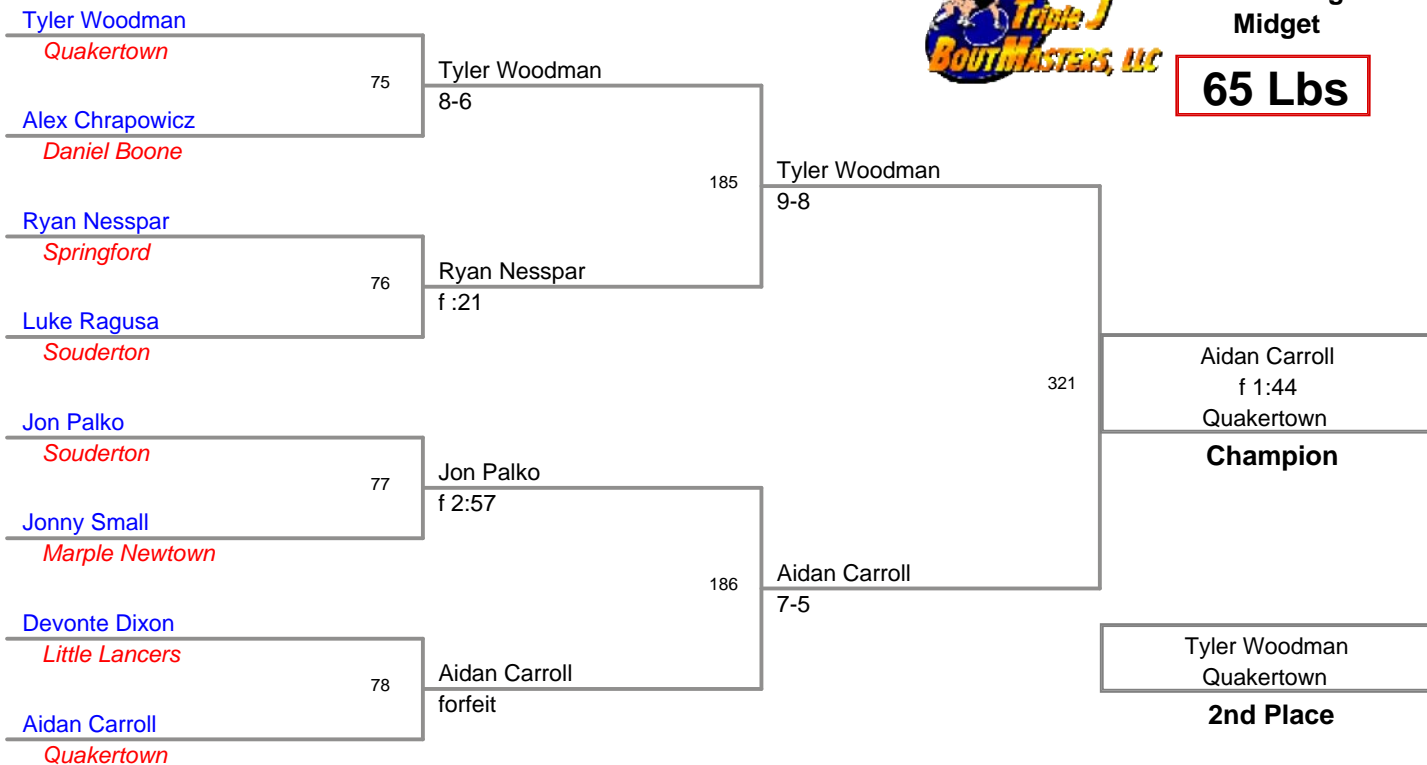 Triple J
BOUTMASTERS, LLC
Midget
65 Lbs
Tyler Woodman
Quakertown
75
Alex Chrapowicz
Daniel Boone
Tyler Woodman
8-6
Ryan Nesspar
Springford
76
Luke Ragusa
Souderton
Ryan Nesspar
f :21
185
Tyler Woodman
9-8
Jon Palko
Souderton
77
Jonny Small
Marple Newtown
Jon Palko
f 2:57
Devonte Dixon
Little Lancers
78
Aidan Carroll
Quakertown
Aidan Carroll
forfeit
186
Aidan Carroll
7-5
321
Aidan Carroll
f 1:44
Quakertown
Champion
Tyler Woodman
Quakertown
2nd Place